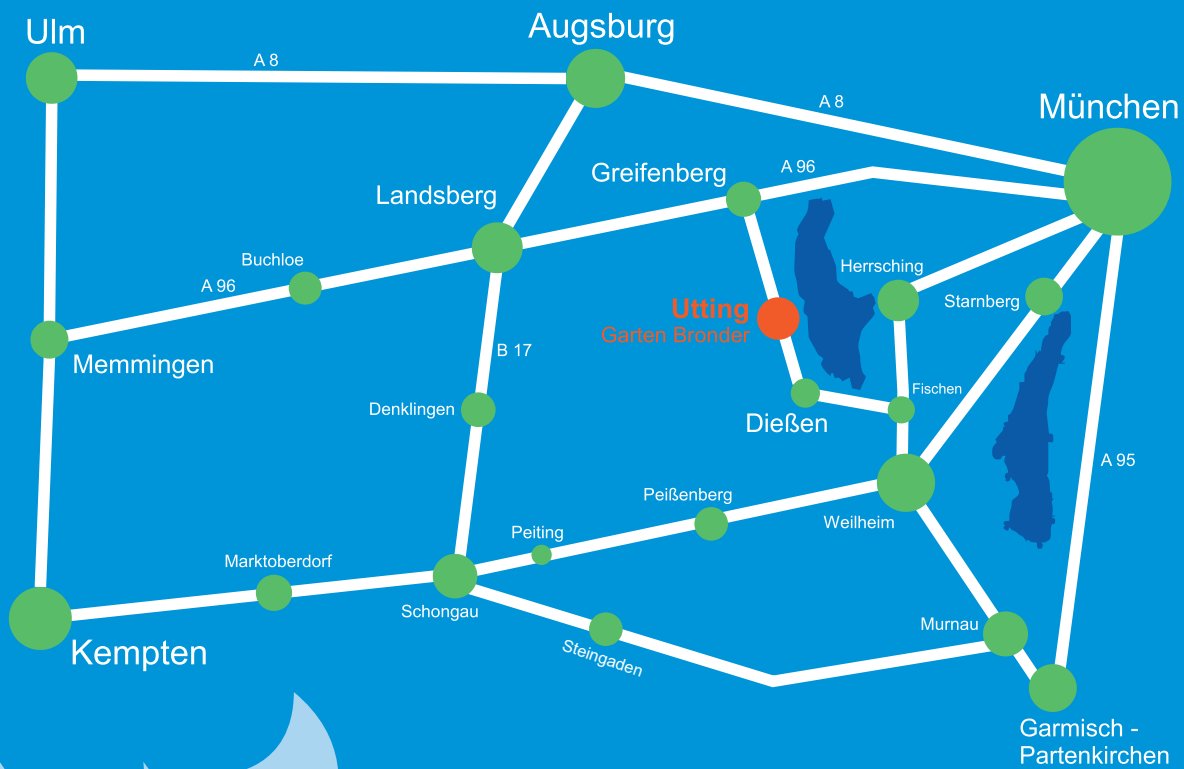 Ulm
Augsburg
A 8
A 8
München
Greifenberg
A 96
Landsberg
Buchloe
A 96
Herrsching
Starnberg
Utting
Garten Bronder
B 17
Memmingen
Denklingen
Fischen
Dießen
A 95
Peißenberg
Weilheim
Peiting
Marktoberdorf
Schongau
Murnau
Kempten
Steingaden
Garmisch -
Partenkirchen